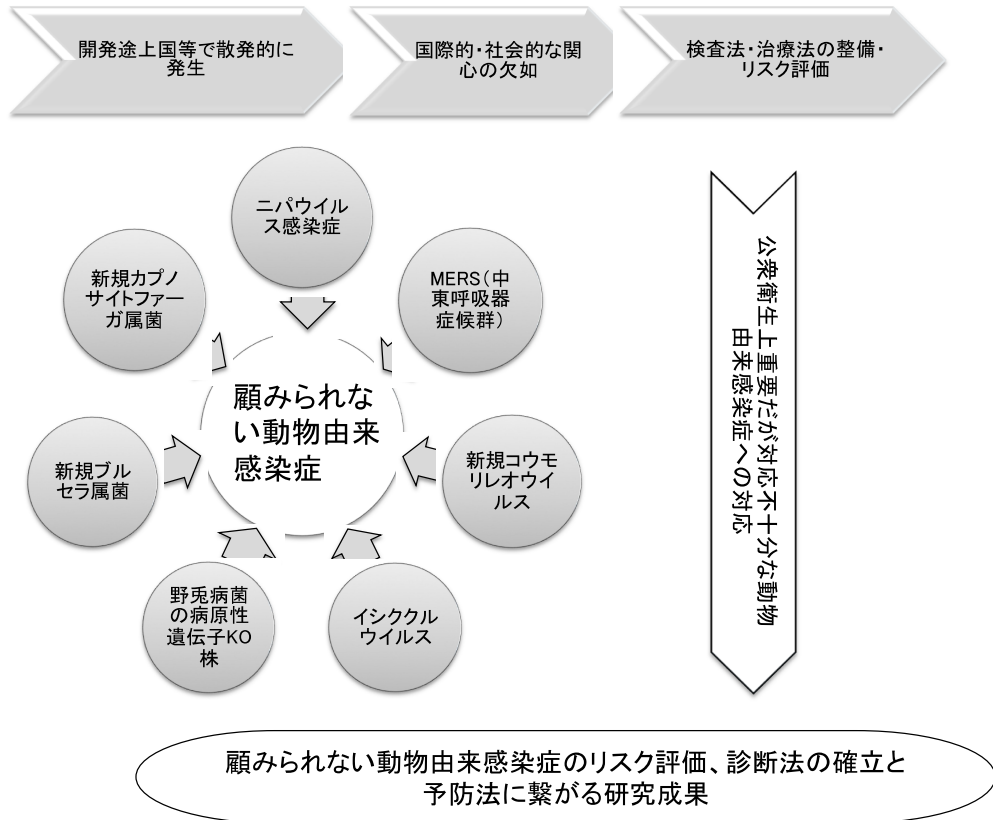 開発途上国等で散発的に
発生
国際的・社会的な関
心の欠如
検査法・治療法の整備・
リスク評価
ニパウイル
ス感染症
新規カプノ
サイトファー
ガ属菌
MERS（中
東呼吸器
症候群）
顧みられな
い動物由来
感染症
新規ブル
セラ属菌
新規コウモ
リレオウイ
ルス
野兎病菌
の病原性
遺伝子KO
株
イシククル
ウイルス
公衆衛生上重要だが対応不十分な動物
由来感染症への対応
顧みられない動物由来感染症のリスク評価、診断法の確立と
予防法に繋がる研究成果